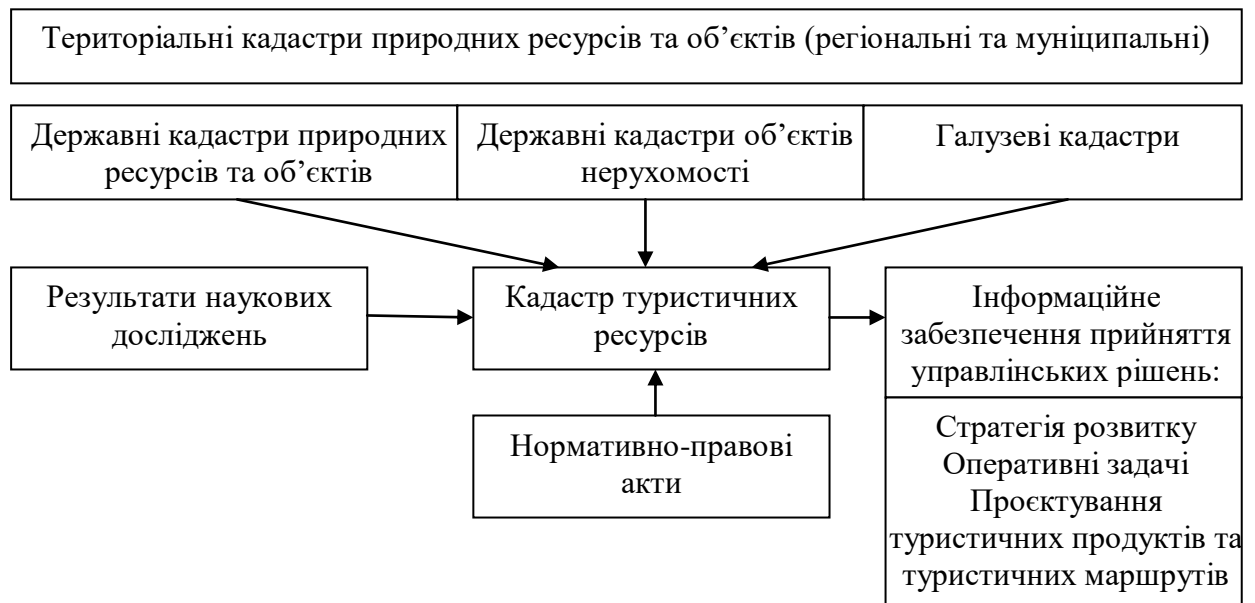 Територіальні кадастри природних ресурсів та об’єктів (регіональні та муніципальні)
Державні кадастри природних
ресурсів та об’єктів
Державні кадастри об’єктів
нерухомості
Галузеві кадастри
Результати наукових
досліджень
Кадастр туристичних
ресурсів
Інформаційне
забезпечення прийняття
управлінських рішень:
Нормативно-правові
акти
Стратегія розвитку
Оперативні задачі
Проєктування
туристичних продуктів та
туристичних маршрутів